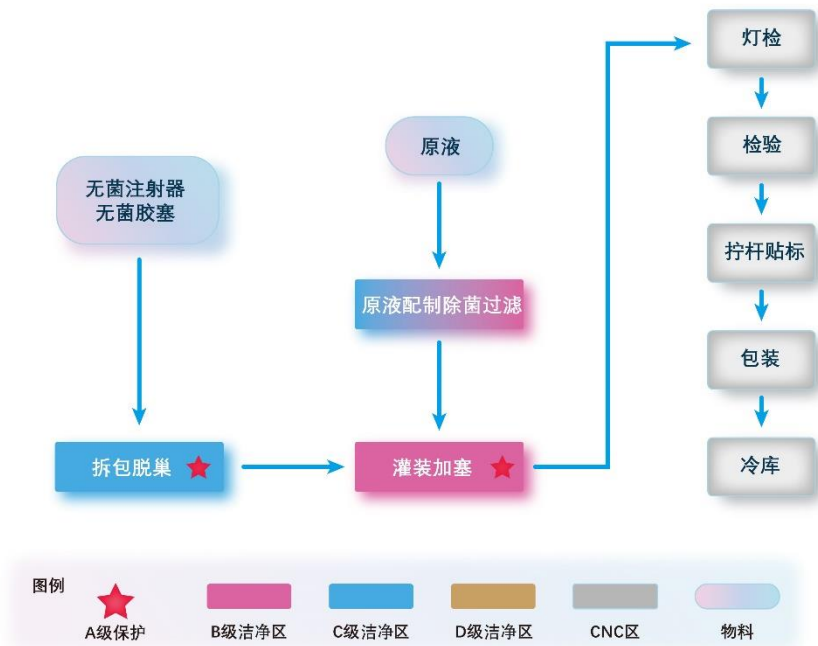 灯检
原液
检验
无菌注射器
无菌胶塞
拧杆贴标
原液配制除菌过滤
包装
拆包脱巢
灌装加塞
冷库
图例
A级保护
B级洁净区
C级洁净区
D级洁净区
CNC区
物料